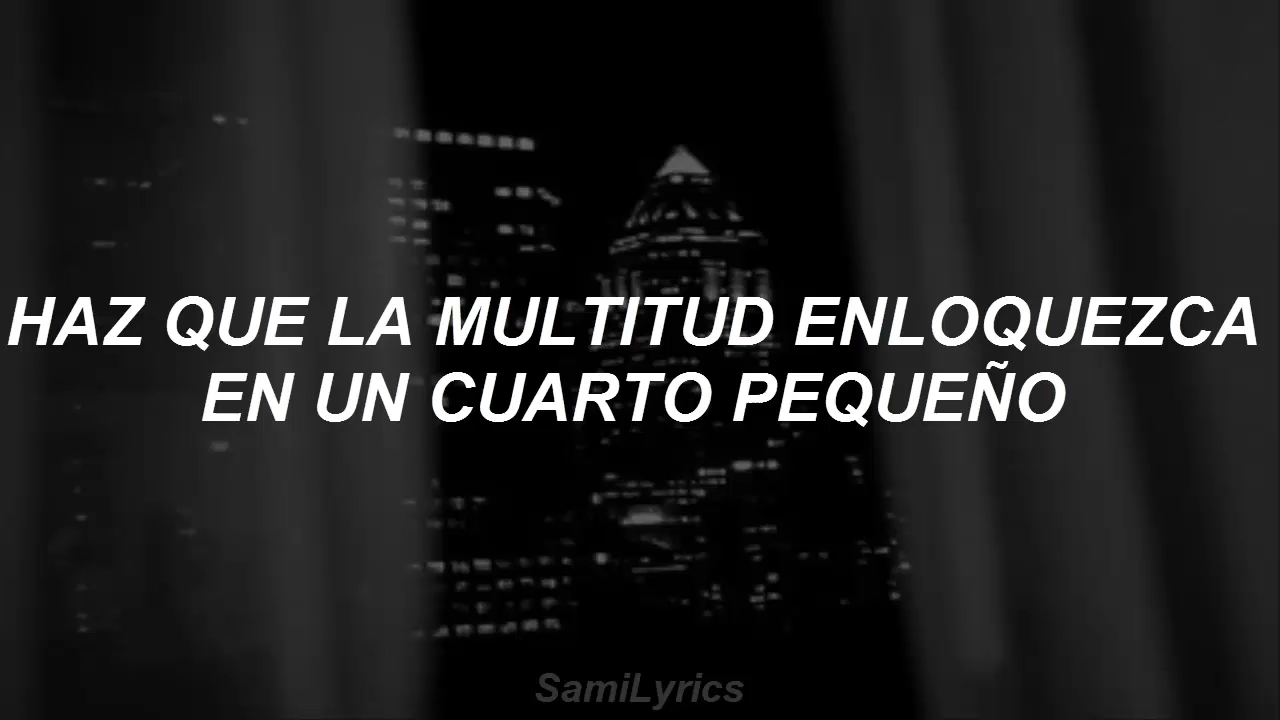 HAZ QUE LA MULTITUD ENLOQUEZCA
EN UN CUARTO PEQUEÑO
SamiLyrics